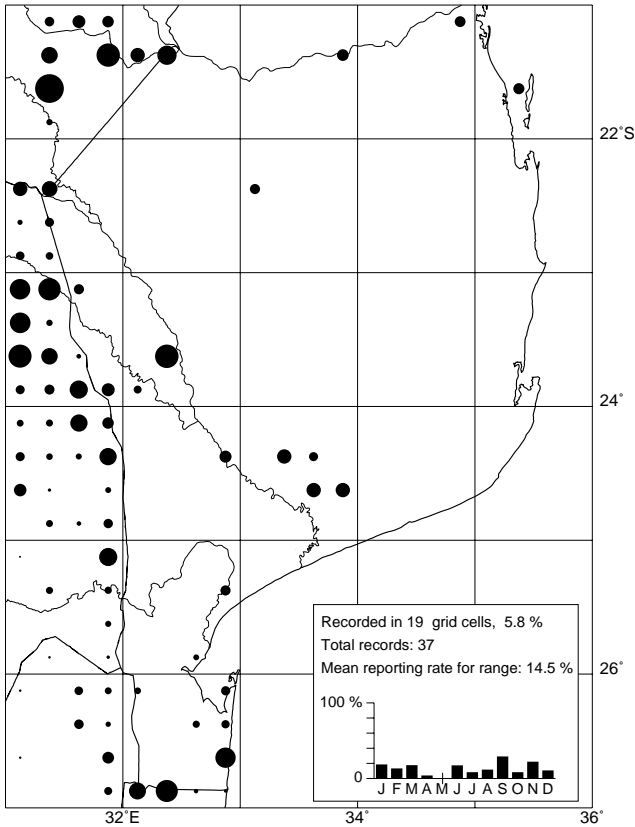 22°S
24°
Recorded in 19 grid cells, 5.8 %
Total records: 37
Mean reporting rate for range: 14.5 %
26°
100 %
0
J F M A M J J A S O N D
32°E 34° 36°